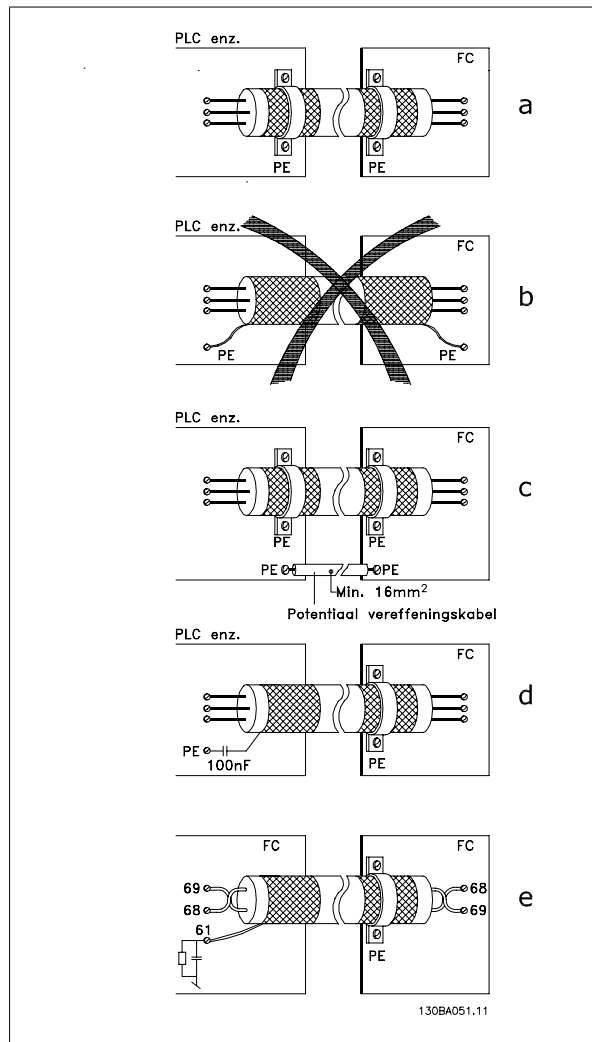 PLC enz.
FC
a
PE
PE
PLC enz.
FC
b
PE
PE
PLC enz.
FC
c
PE
PE
PE
PE
Min. 16mm²
Potentiaal vereffeningskabel
PLC enz.
FC
d
PE
100nF
PE
FC
FC
69
68
68
69
e
61
PE
130BA051.11